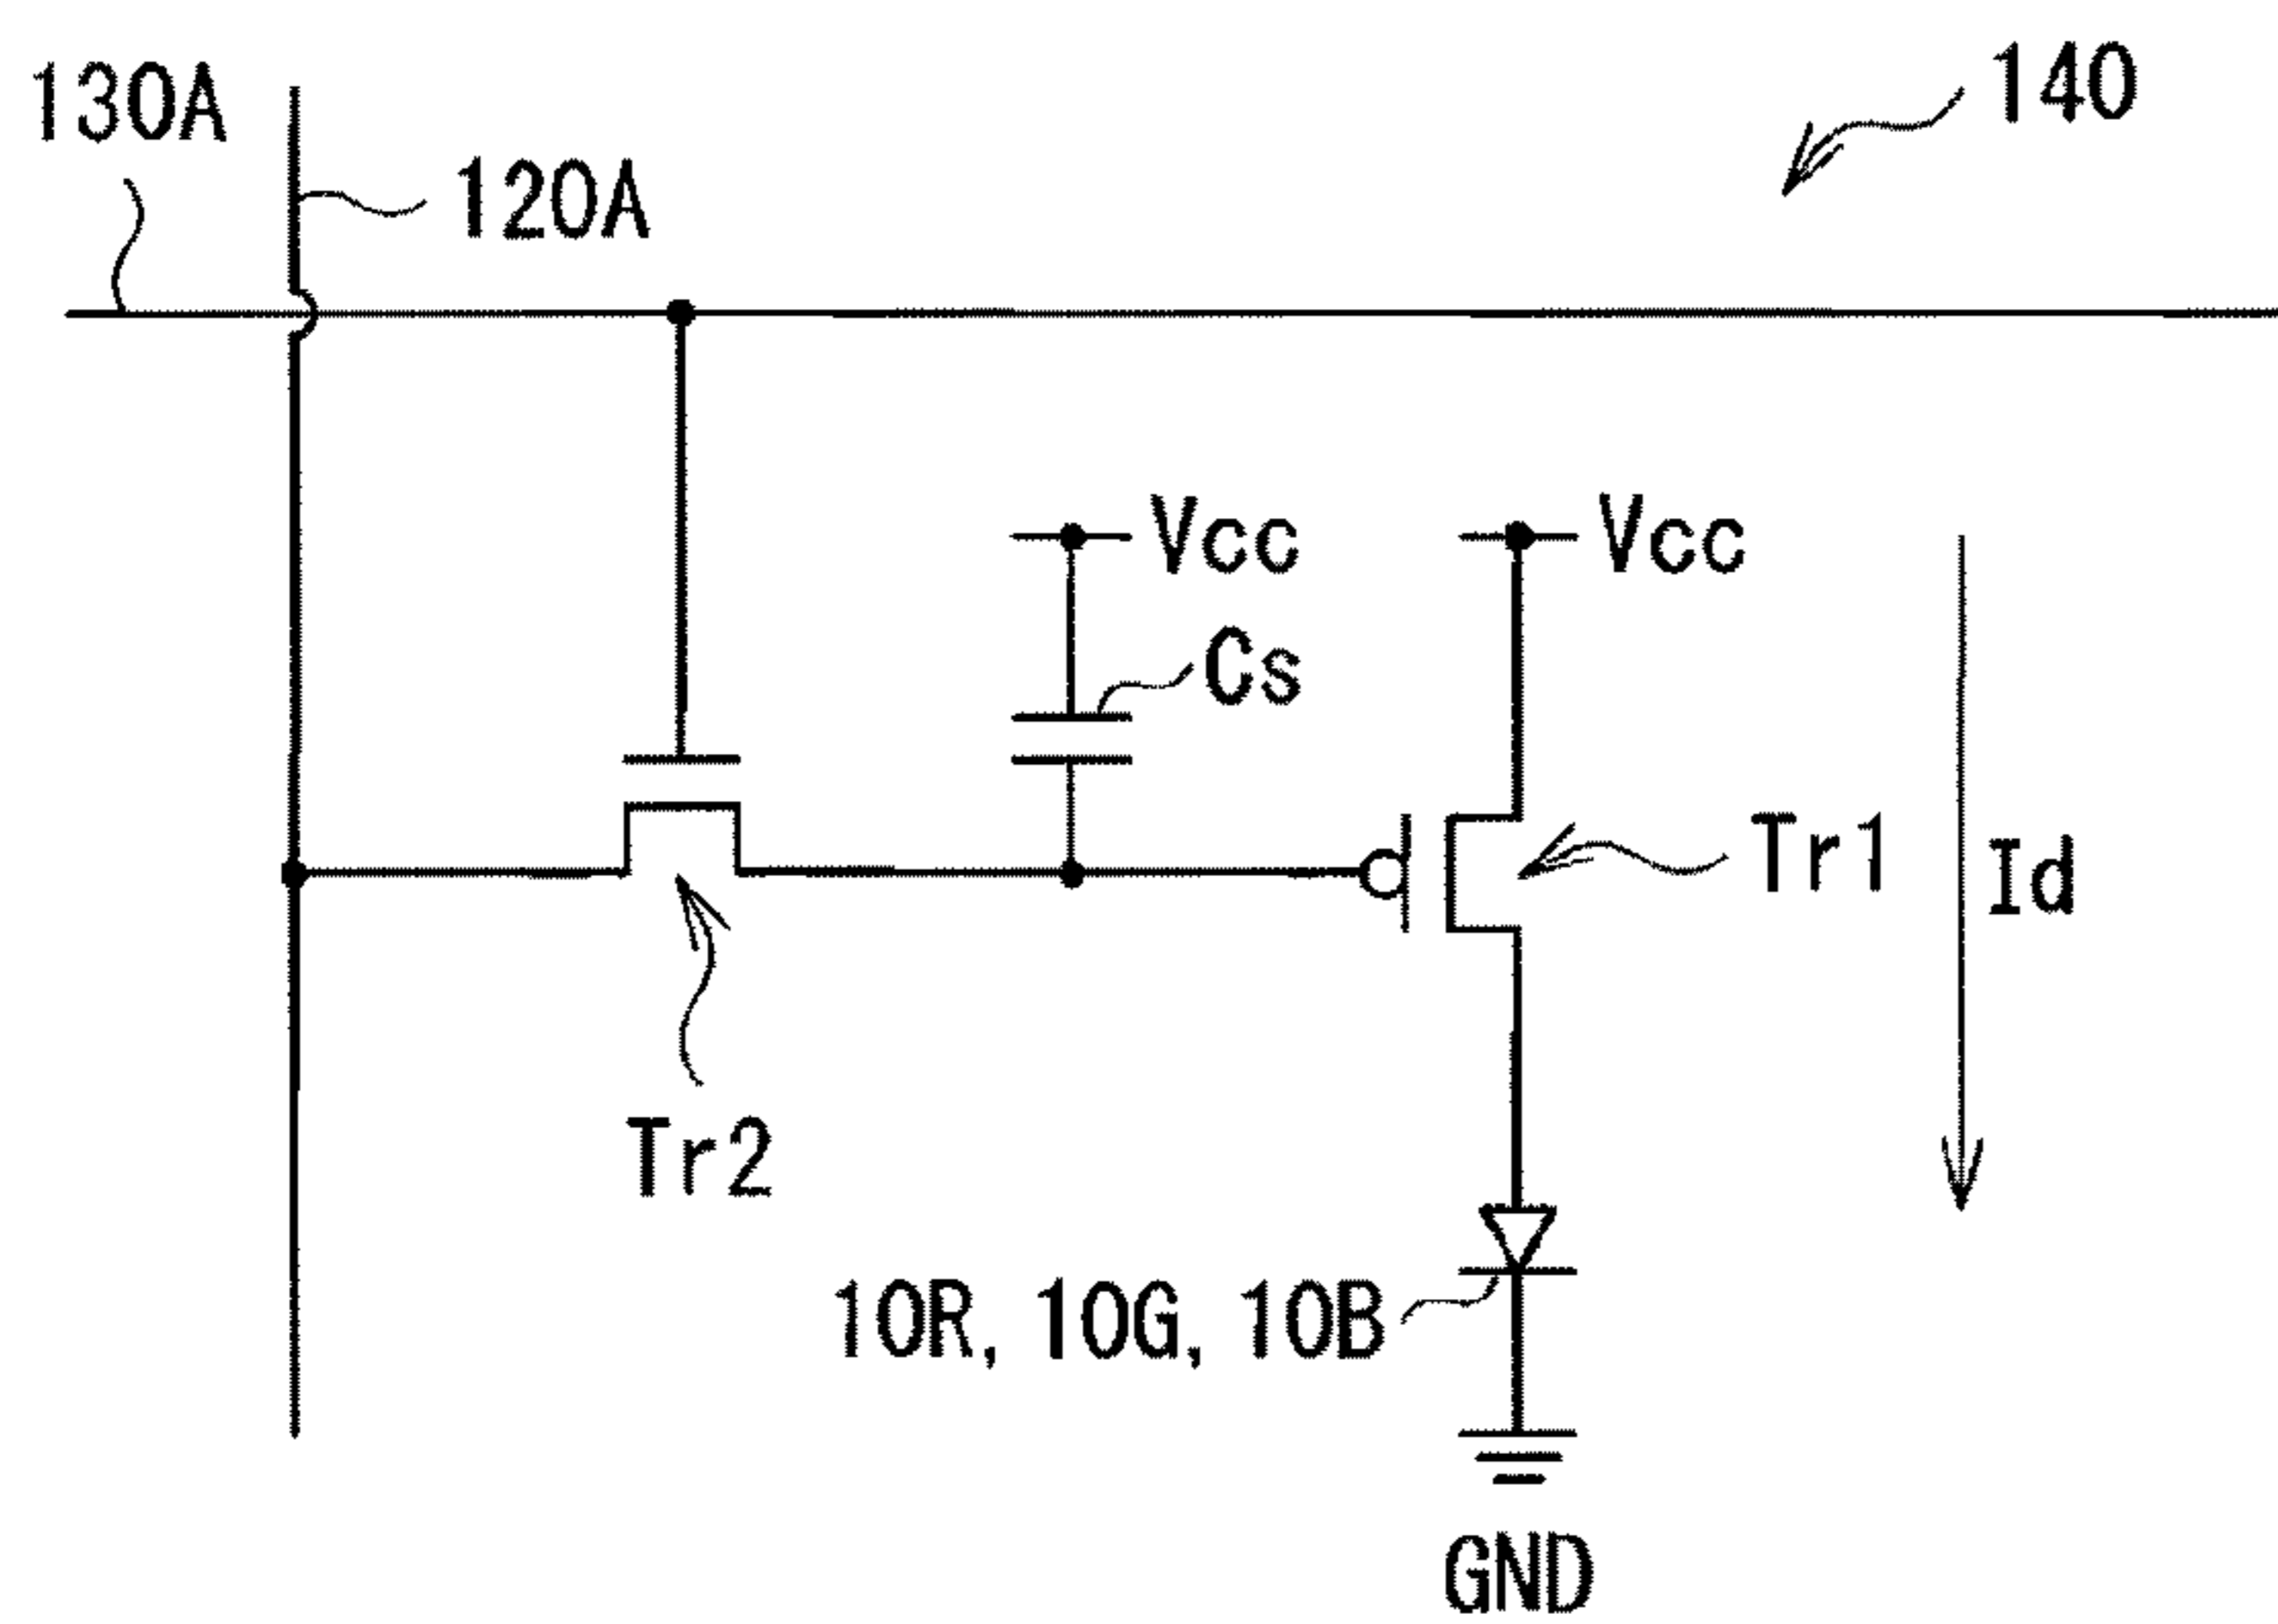 130A
140
120A
Vcc
Vcc
Cs
Tr1
Id
Tr2
10R, 10G, 10B
GND